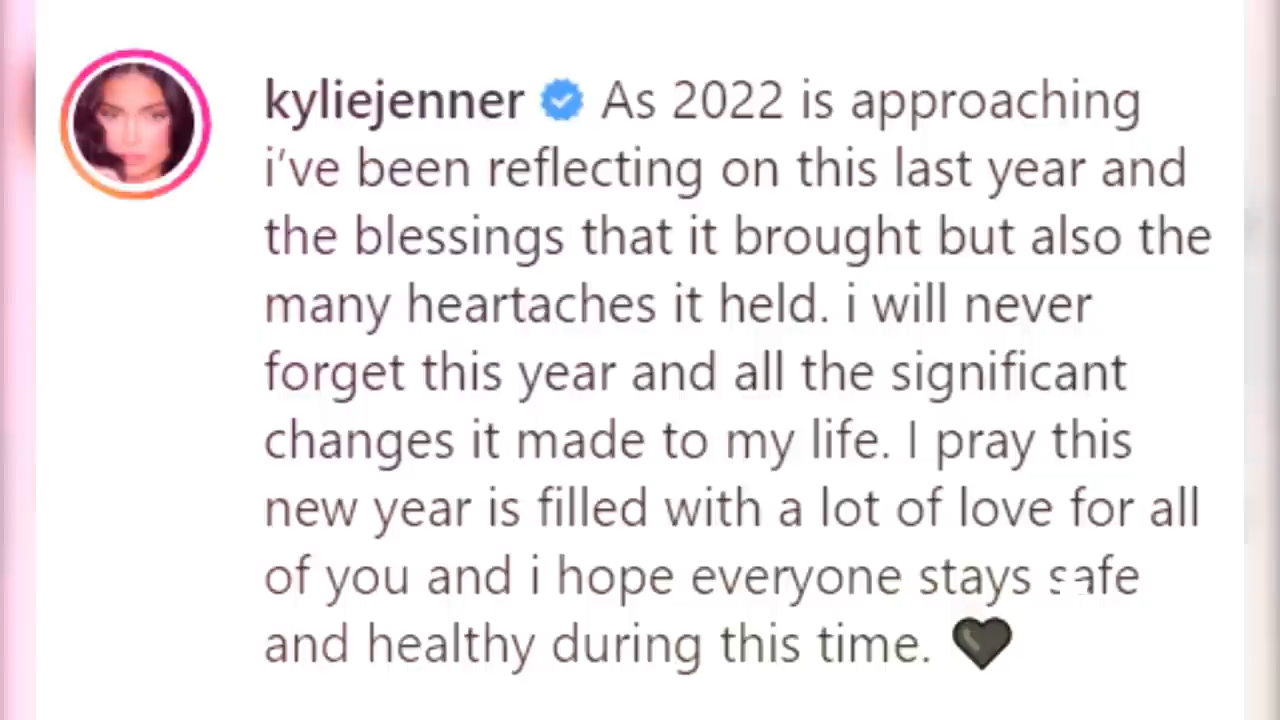 kyliejenner As 2022 is approaching
i've been reflecting on this last year and
the blessings that it brought but also the
many heartaches it held. i will never
forget this year and all the significant
changes it made to my life. I pray this
new year is filled with a lot of love for all
of you and i hope everyone stays safe
and healthy during this time. 🖤